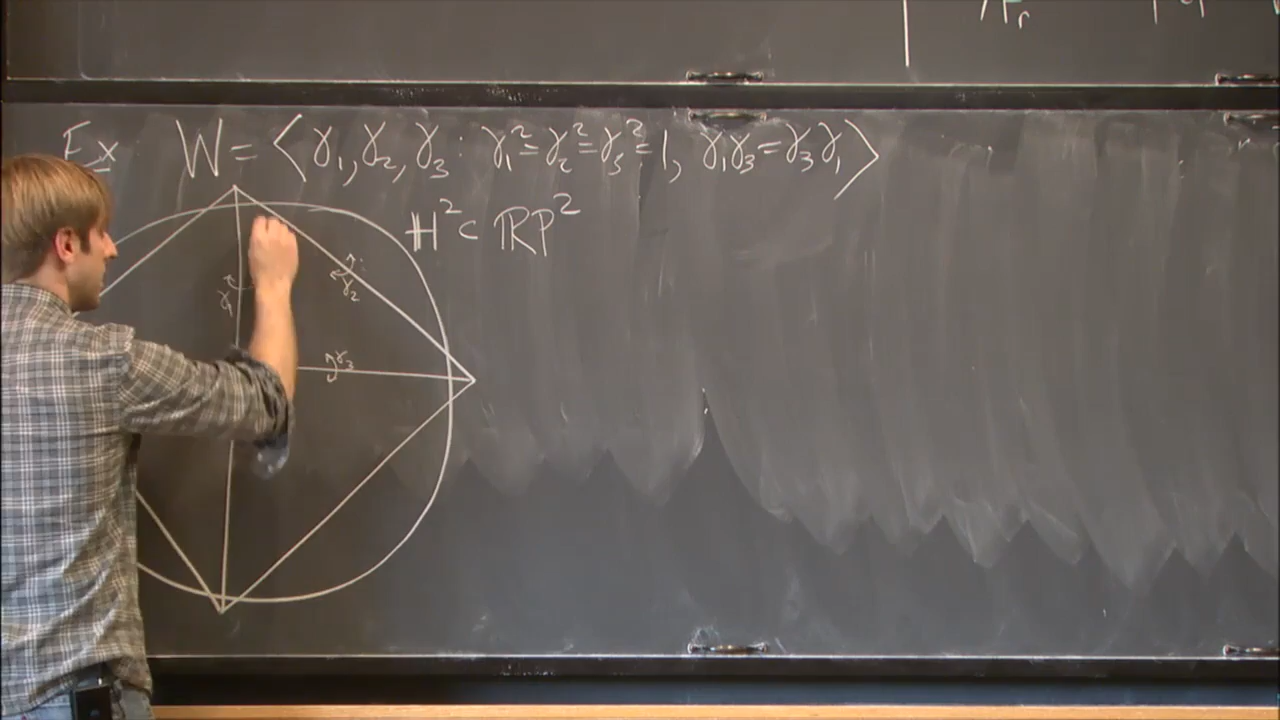 Ex W = ⟨ γ₁, γ₂, γ₃ : γ₁² = γ₂² = γ₃² = 1, γ₁γ₃ = γ₃γ₁ ⟩
ℍ² ⊂ ℝP²
γ₂
γ₁
γ₃